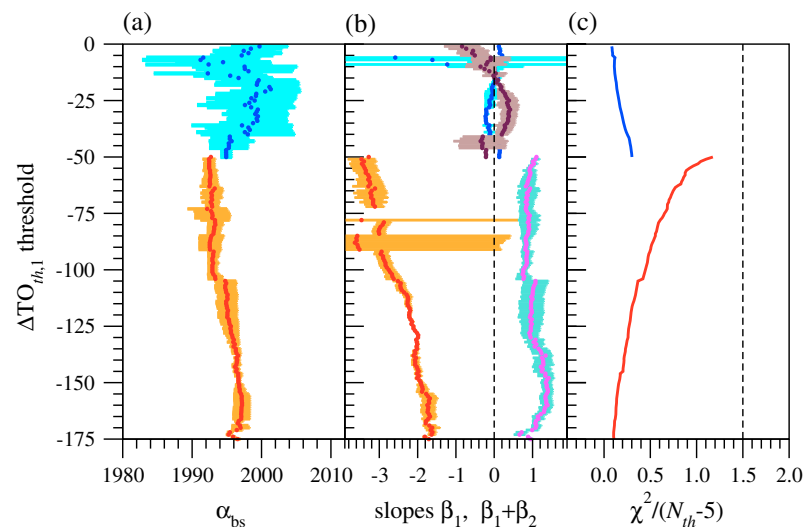 (a) (b) (c)
0
-25
-50
-75
-100
-125
-150
-175
ΔTO_{th,1} threshold
1980 1990 2000 2010
-3 -2 -1 0 1
0.0 0.5 1.0 1.5 2.0
α_{bs} slopes β_1, β_1+β_2 χ^2/(N_{th}-5)